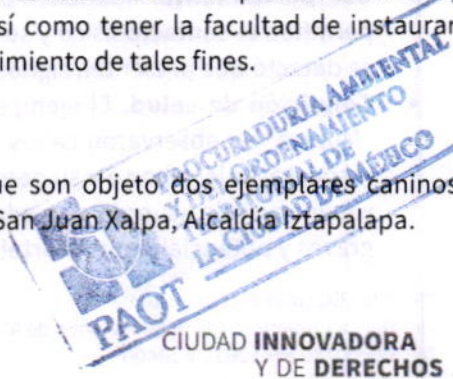 sí como tener la facultad de instaurar
imiento de tales fines.
PROCURADURÍA AMBIENTAL
Y DEL ORDENAMIENTO
TERRITORIAL DE
LA CIUDAD DE MÉXICO
PAOT
ue son objeto dos ejemplares caninos
San Juan Xalpa, Alcaldía Iztapalapa.
CIUDAD INNOVADORA
Y DE DERECHOS